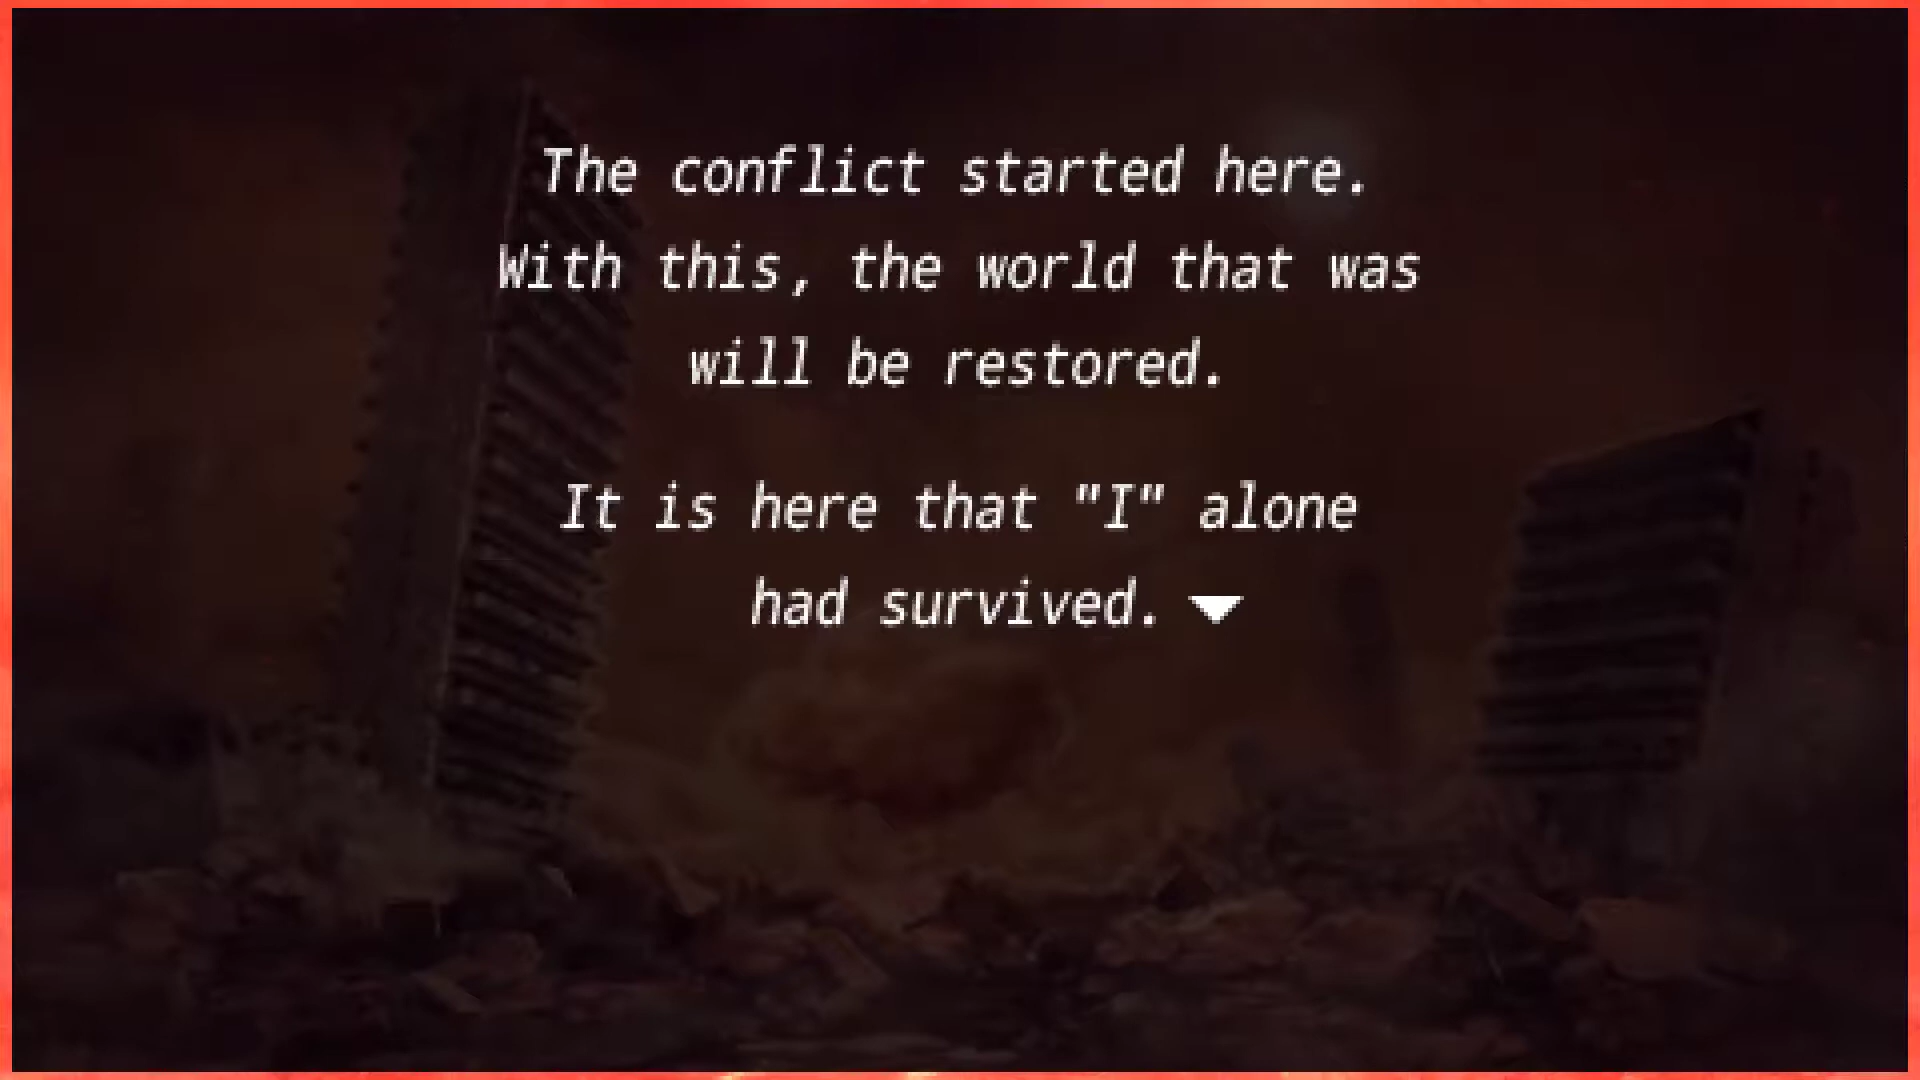 The conflict started here.
With this, the world that was
will be restored.
It is here that "I" alone
had survived.